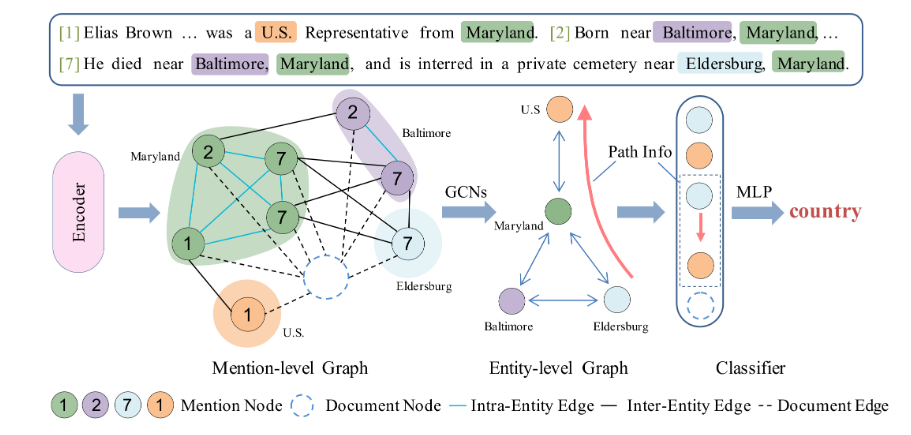 [1] Elias Brown … was a U.S. Representative from Maryland. [2] Born near Baltimore, Maryland, …
[7] He died near Baltimore, Maryland, and is interred in a private cemetery near Eldersburg, Maryland.
Encoder
Maryland
2
7
7
1
2
Baltimore
7
7
Eldersburg
1
U.S.
Mention-level Graph
GCNs
U.S
Maryland
Baltimore
Eldersburg
Entity-level Graph
Path Info
Classifier
MLP
country
1 2 7 1 Mention Node Document Node Intra-Entity Edge Inter-Entity Edge Document Edge